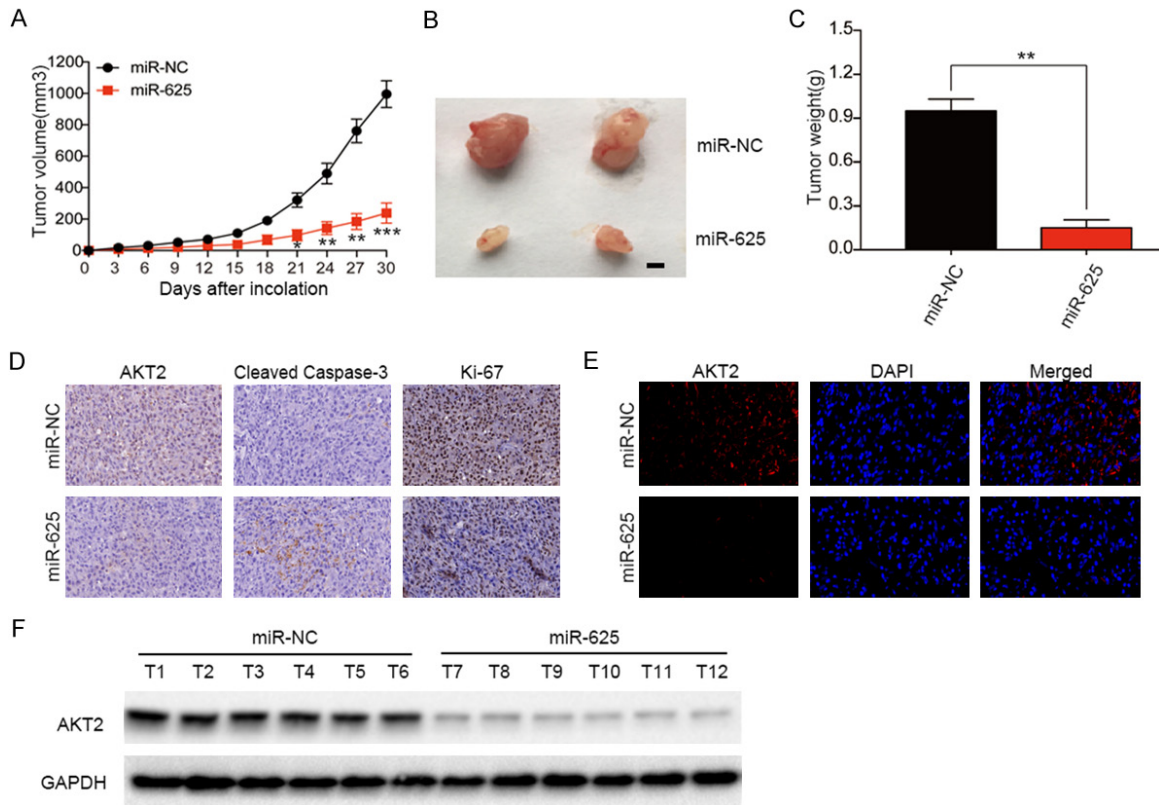 A
Tumor volume(mm3)
1200
1000
800
600
400
200
0
miR-NC
miR-625
* ** ** ***
0 3 6 9 12 15 18 21 24 27 30
Days after incolation
B
miR-NC
miR-625
C
Tumor weight(g)
1.5
1.2
0.9
0.6
0.3
0.0
**
miR-NC
miR-625
D
AKT2 Cleaved Caspase-3 Ki-67
miR-NC
miR-625
E
AKT2 DAPI Merged
miR-NC
miR-625
F
miR-NC miR-625
T1 T2 T3 T4 T5 T6 T7 T8 T9 T10 T11 T12
AKT2
GAPDH